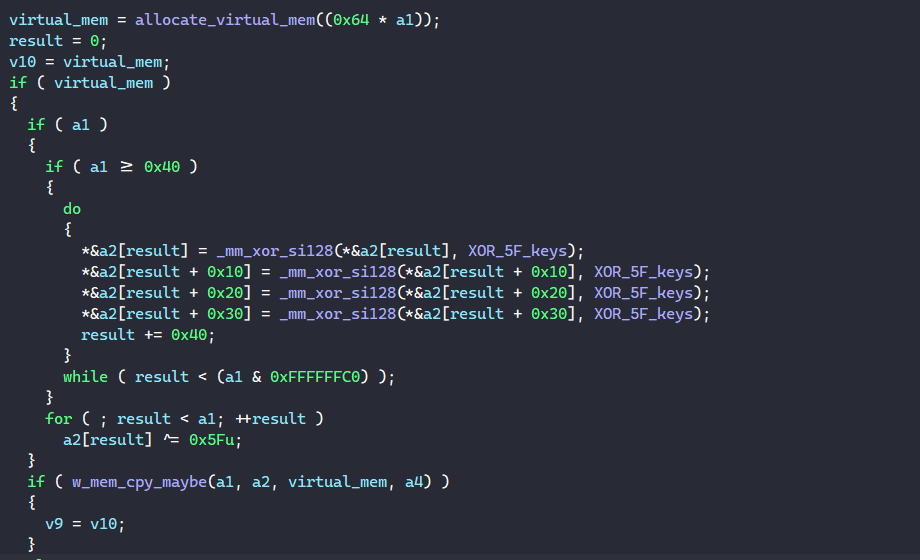 virtual_mem = allocate_virtual_mem((0x64 * a1));
result = 0;
v10 = virtual_mem;
if ( virtual_mem )
{
  if ( a1 )
  {
    if ( a1 ≥ 0x40 )
    {
      do
      {
        *&a2[result] = _mm_xor_si128(*&a2[result], XOR_5F_keys);
        *&a2[result + 0x10] = _mm_xor_si128(*&a2[result + 0x10], XOR_5F_keys);
        *&a2[result + 0x20] = _mm_xor_si128(*&a2[result + 0x20], XOR_5F_keys);
        *&a2[result + 0x30] = _mm_xor_si128(*&a2[result + 0x30], XOR_5F_keys);
        result += 0x40;
      }
      while ( result < (a1 & 0xFFFFFFC0) );
    }
    for ( ; result < a1; ++result )
      a2[result] ^= 0x5Fu;
  }
  if ( w_mem_cpy_maybe(a1, a2, virtual_mem, a4) )
  {
    v9 = v10;
  }